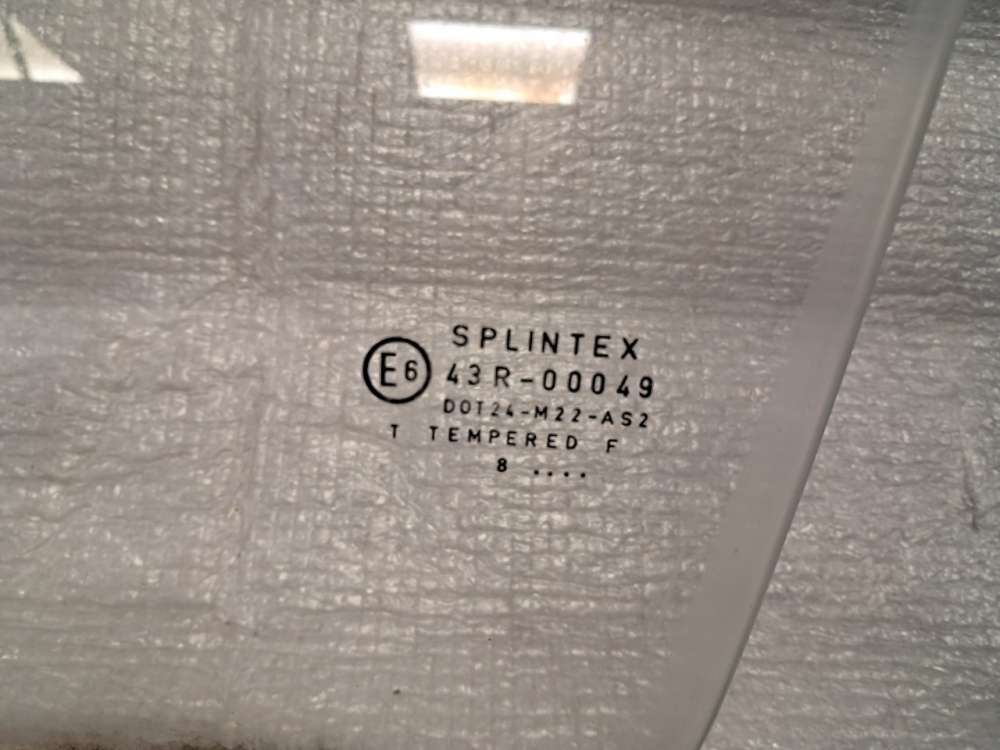 SPLINTEX
E6 43R-00049
DOT24-M22-AS2
T TEMPERED F
8 ....